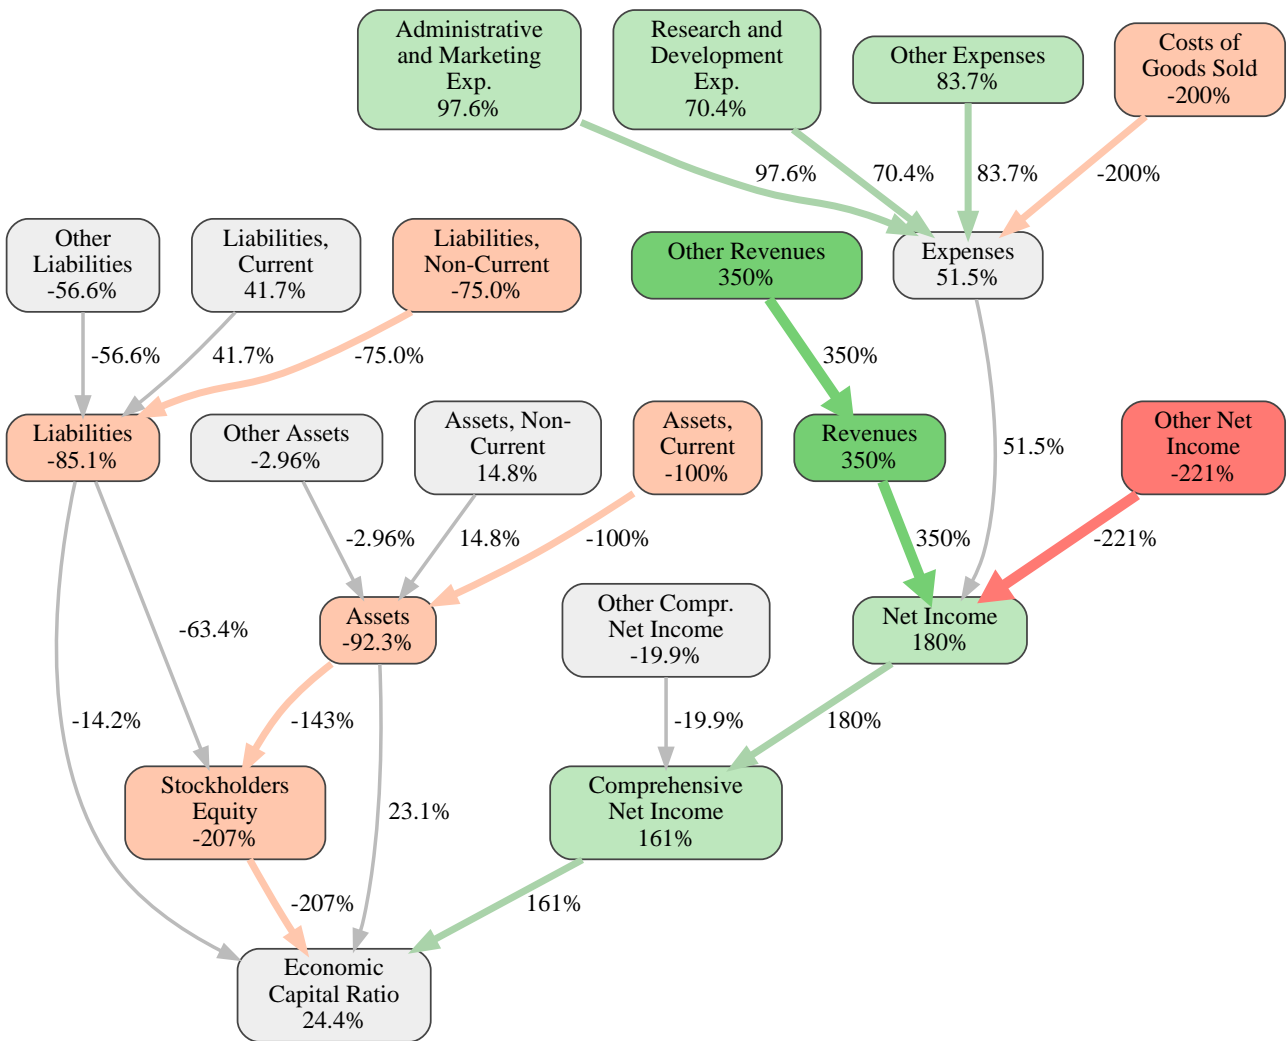 Administrative
and Marketing
Exp.
97.6%
Research and
Development
Exp.
70.4%
Other Expenses
83.7%
Costs of
Goods Sold
-200%
97.6%
70.4%
83.7%
-200%
Other
Liabilities
-56.6%
Liabilities,
Current
41.7%
Liabilities,
Non-Current
-75.0%
Other Revenues
350%
Expenses
51.5%
-56.6%
41.7%
-75.0%
350%
Liabilities
-85.1%
Other Assets
-2.96%
Assets, Non-
Current
14.8%
Assets,
Current
-100%
Revenues
350%
51.5%
Other Net
Income
-221%
-2.96%
14.8%
-100%
350%
-221%
-63.4%
Assets
-92.3%
Other Compr.
Net Income
-19.9%
Net Income
180%
-14.2%
-143%
-19.9%
180%
Stockholders
Equity
-207%
23.1%
Comprehensive
Net Income
161%
-207%
161%
Economic
Capital Ratio
24.4%